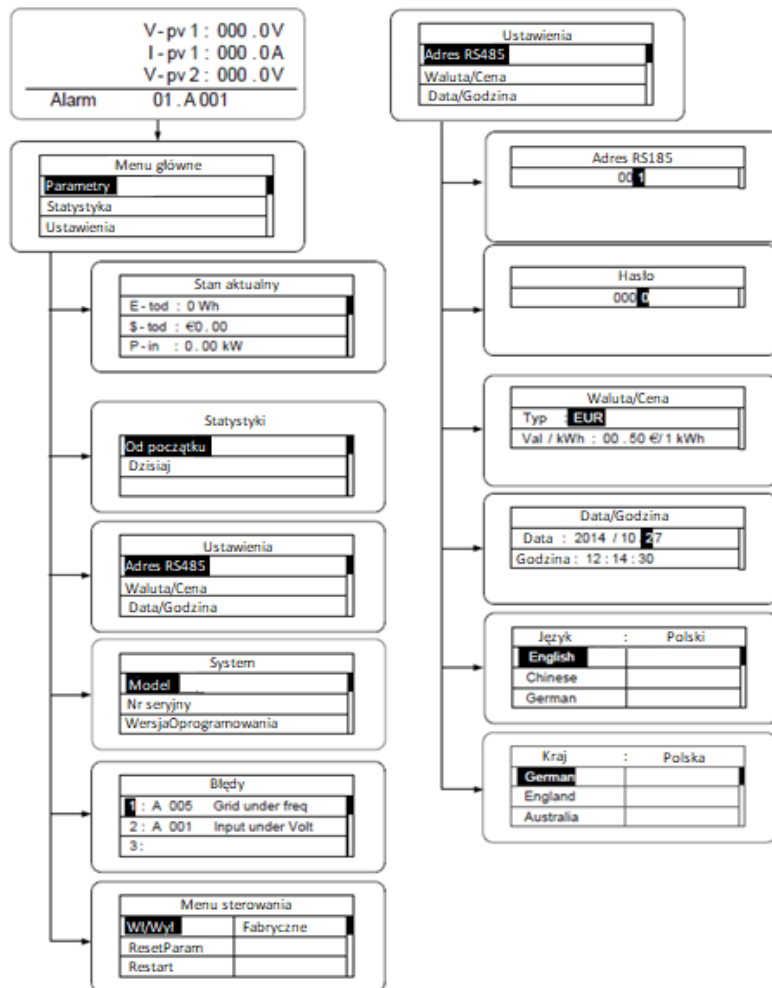 V-pv 1 : 000 .0V
I-pv 1 : 000 .0A
V-pv 2 : 000 .0V
Alarm 01 .A 001
Menu główne
Parametry
Statystyka
Ustawienia
Stan aktualny
E-tod : 0 Wh
$-tod : €0.00
P-in : 0.00 kW
Statystyki
Od początku
Dzisiaj
Ustawienia
Adres RS485
Waluta/Cena
Data/Godzina
System
Model
Nr seryjny
WersjaOprogramowania
Błędy
1 : A 005 Grid under freq
2 : A 001 Input under Volt
3 :
Menu sterowania
Wł/Wył Fabryczne
ResetParam
Restart
Ustawienia
Adres RS485
Waluta/Cena
Data/Godzina
Adres RS185
00 1
Hasło
000 0
Waluta/Cena
Typ : EUR
Val / kWh : 00 .50 €/ 1 kWh
Data/Godzina
Data : 2014 / 10 27
Godzina : 12 : 14 : 30
Język : Polski
English
Chinese
German
Kraj : Polska
German
England
Australia